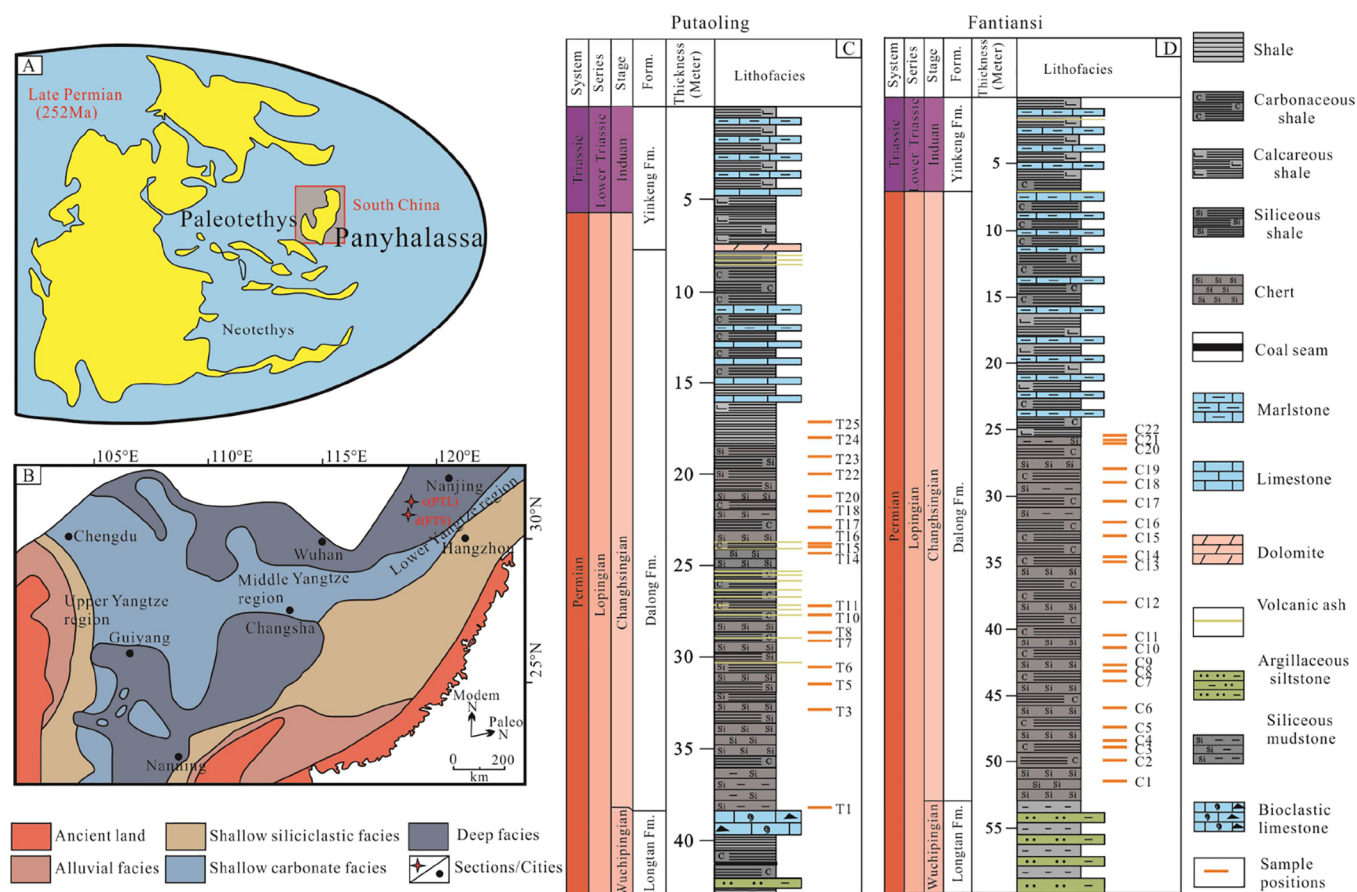 A
Late Permian
(252Ma)
Paleotethys
South China
Panyhalassa
Neotethys
105°E
110°E
115°E
120°E
B
Nanjing
c(PTL)
d(FTS)
Lower Yangtze region
Hangzhou
30°N
Chengdu
Wuhan
Middle Yangtze
region
Upper Yangtze
region
Changsha
Guiyang
25°N
Nanning
Modem
N
Paleo
N
0 200
km
Ancient land
Shallow siliciclastic facies
Deep facies
Alluvial facies
Shallow carbonate facies
Sections/Cities
Putaoling
System
Series
Stage
Form.
Thickness
(Meter)
Lithofacies
C
Triassic
Lower Triassic
Induan
Yinkeng Fm.
Permian
Lopingian
Changhsingian
Dalong Fm.
Wuchipingian
Longtan Fm.
5
10
15
20
25
30
35
40
T25
T24
T23
T22
T20
T18
T17
T16
T15
T14
T11
T10
T8
T7
T6
T5
T3
T1
Fantiansi
System
Series
Stage
Form.
Thickness
(Meter)
Lithofacies
D
Triassic
Lower Triassic
Induan
Yinkeng Fm.
Permian
Lopingian
Changhsingian
Dalong Fm.
Wuchipingian
Longtan Fm.
5
10
15
20
25
30
35
40
45
50
55
C22
C21
C20
C19
C18
C17
C16
C15
C14
C13
C12
C11
C10
C9
C8
C7
C6
C5
C4
C3
C2
C1
Shale
Carbonaceous
shale
Calcareous
shale
Siliceous
shale
Chert
Coal seam
Marlstone
Limestone
Dolomite
Volcanic ash
Argillaceous
siltstone
Siliceous
mudstone
Bioclastic
limestone
Sample
positions